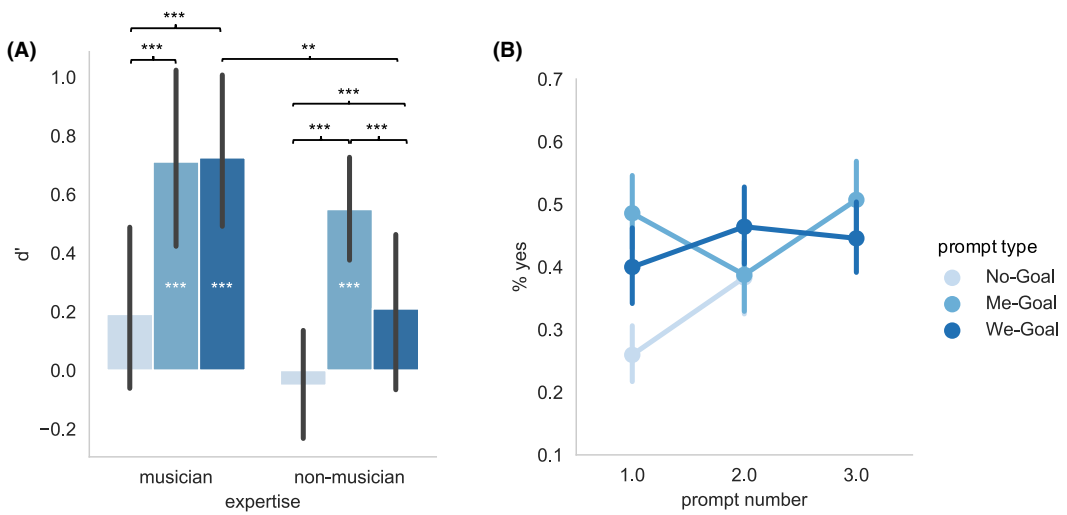 (A)
***
***
**
***
***
***
1.0
0.8
0.6
0.4
0.2
0.0
−0.2
d'
***
***
***
musician
non-musician
expertise
(B)
0.7
0.6
0.5
0.4
0.3
0.2
0.1
% yes
1.0
2.0
3.0
prompt number
prompt type
No-Goal
Me-Goal
We-Goal